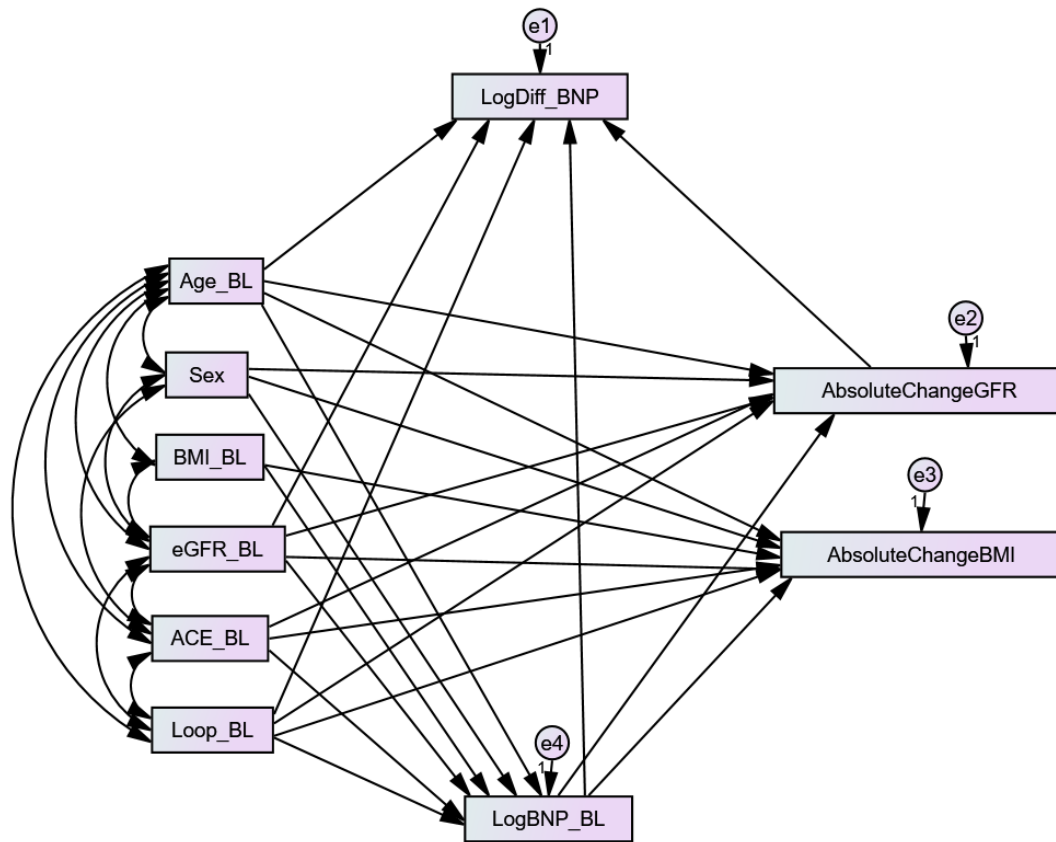 e1
1
LogDiff_BNP
Age_BL
e2
1
Sex
AbsoluteChangeGFR
BMI_BL
e3
1
eGFR_BL
AbsoluteChangeBMI
ACE_BL
Loop_BL
e4
1
LogBNP_BL